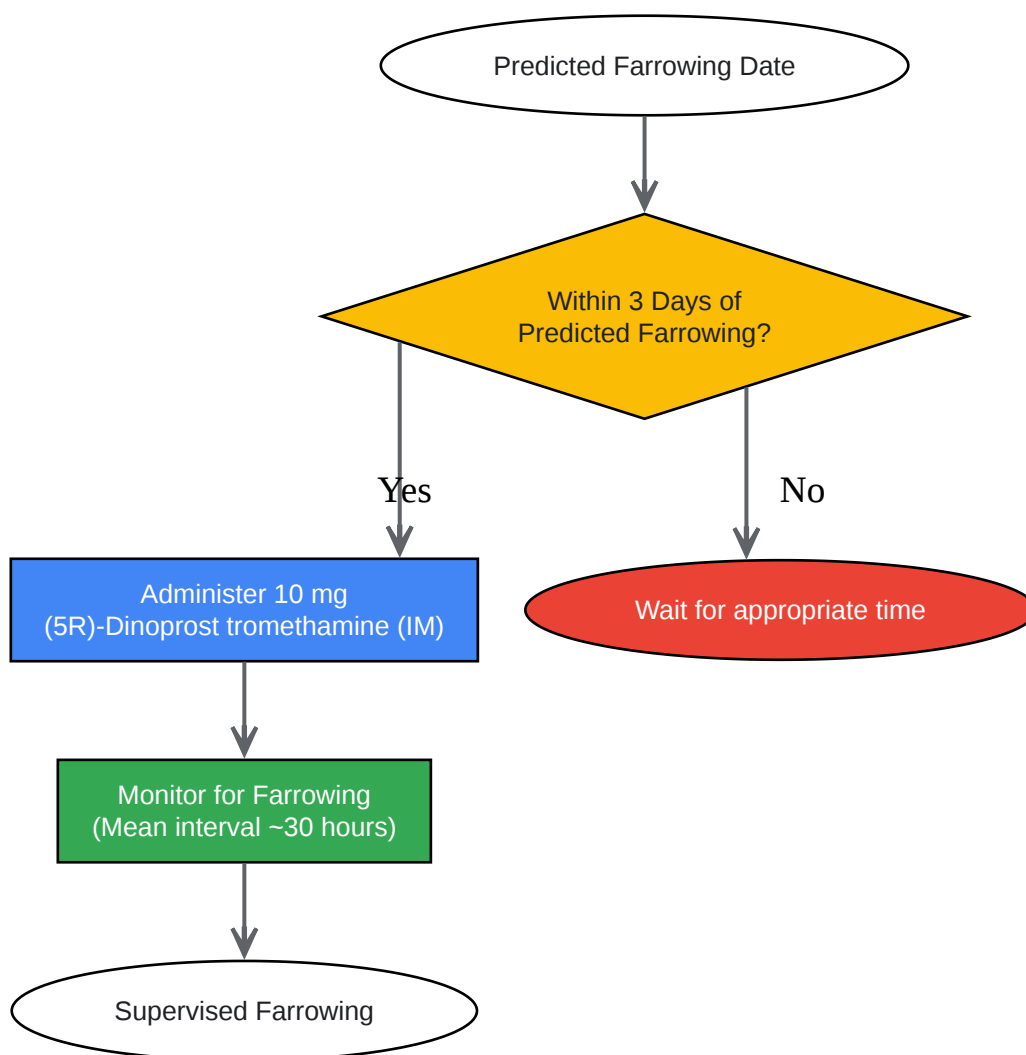 Predicted Farrowing Date
Within 3 Days of
Predicted Farrowing?
Yes
No
Administer 10 mg
(5R)-Dinoprost tromethamine (IM)
Wait for appropriate time
Monitor for Farrowing
(Mean interval ~30 hours)
Supervised Farrowing